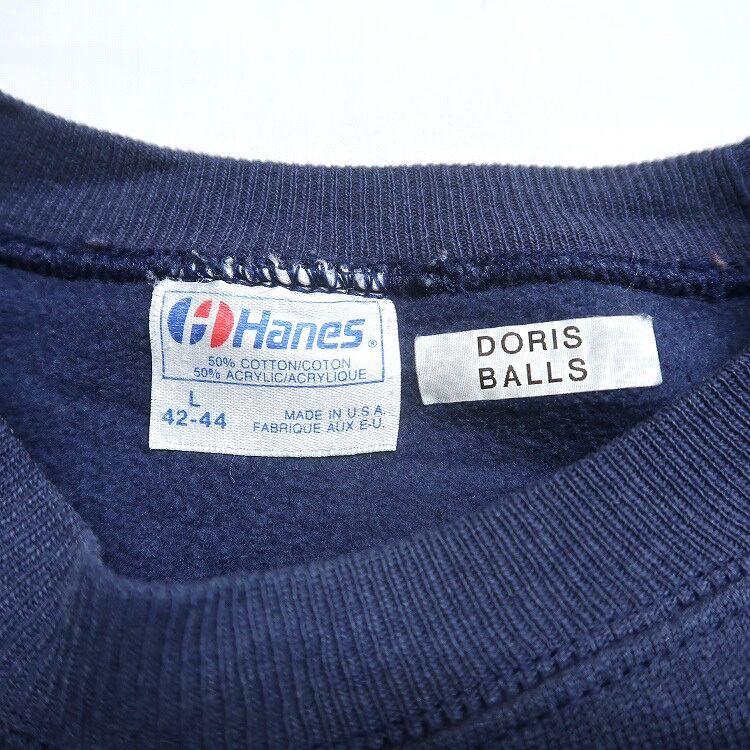 Hanes®
50% COTTON/COTON
50% ACRYLIC/ACRYLIQUE
L
42-44
MADE IN U.S.A.
FABRIQUE AUX E-U.
DORIS
BALLS